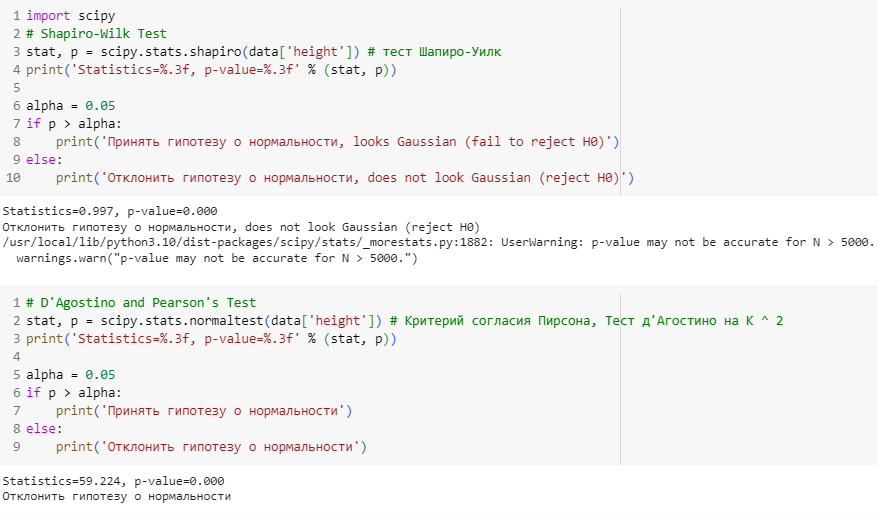 1 import scipy
2 # Shapiro-Wilk Test
3 stat, p = scipy.stats.shapiro(data['height']) # тест Шапиро-Уилк
4 print('Statistics=%.3f, p-value=%.3f' % (stat, p))
5
6 alpha = 0.05
7 if p > alpha:
8     print('Принять гипотезу о нормальности, looks Gaussian (fail to reject H0)')
9 else:
10     print('Отклонить гипотезу о нормальности, does not look Gaussian (reject H0)')
Statistics=0.997, p-value=0.000
Отклонить гипотезу о нормальности, does not look Gaussian (reject H0)
/usr/local/lib/python3.10/dist-packages/scipy/stats/_morestats.py:1882: UserWarning: p-value may not be accurate for N > 5000.
  warnings.warn("p-value may not be accurate for N > 5000.")
1 # D'Agostino and Pearson's Test
2 stat, p = scipy.stats.normaltest(data['height']) # Критерий согласия Пирсона, Тест д'Агостино на K ^ 2
3 print('Statistics=%.3f, p-value=%.3f' % (stat, p))
4
5 alpha = 0.05
6 if p > alpha:
7     print('Принять гипотезу о нормальности')
8 else:
9     print('Отклонить гипотезу о нормальности')
Statistics=59.224, p-value=0.000
Отклонить гипотезу о нормальности